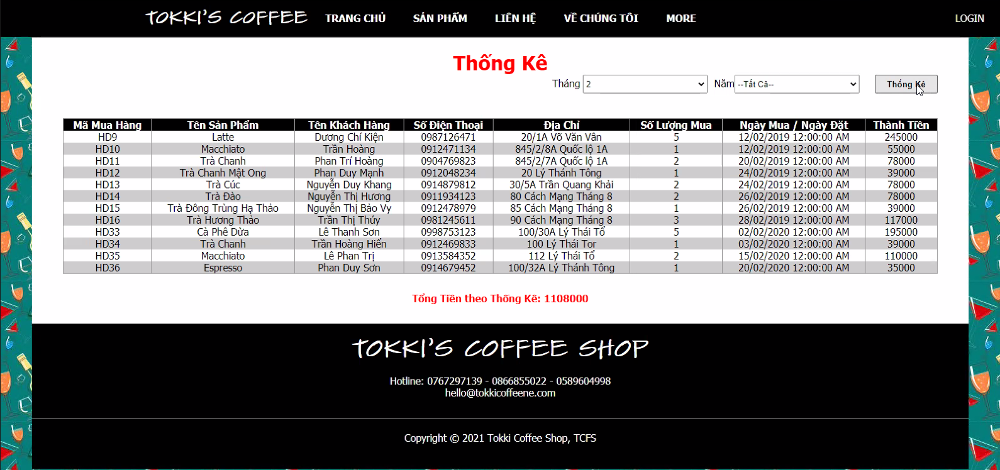 TOKKI'S COFFEE TRANG CHỦ SẢN PHẨM LIÊN HỆ VỀ CHÚNG TÔI MORE LOGIN
Thống Kê
Tháng 2 Năm --Tất Cả-- Thống Kê
Mã Mua Hàng Tên Sản Phẩm Tên Khách Hàng Số Điện Thoại Địa Chỉ Số Lượng Mua Ngày Mua / Ngày Đặt Thành Tiền
HD9 Latte Dương Chí Kiện 0987126471 20/1A Võ Văn Vân 5 12/02/2019 12:00:00 AM 245000
HD10 Macchiato Trần Hoàng 0912471134 845/2/8A Quốc lộ 1A 1 12/02/2019 12:00:00 AM 55000
HD11 Trà Chanh Phan Trí Hoàng 0904769823 845/2/7A Quốc lộ 1A 2 20/02/2019 12:00:00 AM 78000
HD12 Trà Chanh Mật Ong Phan Duy Mạnh 0912048234 20 Lý Thánh Tông 1 24/02/2019 12:00:00 AM 39000
HD13 Trà Cúc Nguyễn Duy Khang 0914879812 30/5A Trần Quang Khải 2 24/02/2019 12:00:00 AM 78000
HD14 Trà Đào Nguyễn Thị Hương 0911934123 80 Cách Mạng Tháng 8 2 26/02/2019 12:00:00 AM 78000
HD15 Trà Đông Trùng Hạ Thảo Nguyễn Thị Bảo Vy 0912478979 85 Cách Mạng Tháng 8 1 26/02/2019 12:00:00 AM 39000
HD16 Trà Hương Thảo Trần Thị Thúy 0981245611 90 Cách Mạng Tháng 8 3 28/02/2019 12:00:00 AM 117000
HD33 Cà Phê Dừa Lê Thanh Sơn 0998753123 100/30A Lý Thái Tổ 5 02/02/2020 12:00:00 AM 195000
HD34 Trà Chanh Trần Hoàng Hiển 0912469833 100 Lý Thái Tor 1 03/02/2020 12:00:00 AM 39000
HD35 Macchiato Lê Phan Trị 0913584352 112 Lý Thái Tổ 2 15/02/2020 12:00:00 AM 110000
HD36 Espresso Phan Duy Sơn 0914679452 100/32A Lý Thánh Tông 1 20/02/2020 12:00:00 AM 35000
Tổng Tiền theo Thống Kê: 1108000
TOKKI'S COFFEE SHOP
Hotline: 0767297139 - 0866855022 - 0589604998
hello@tokkicoffeene.com
Copyright © 2021 Tokki Coffee Shop, TCFS